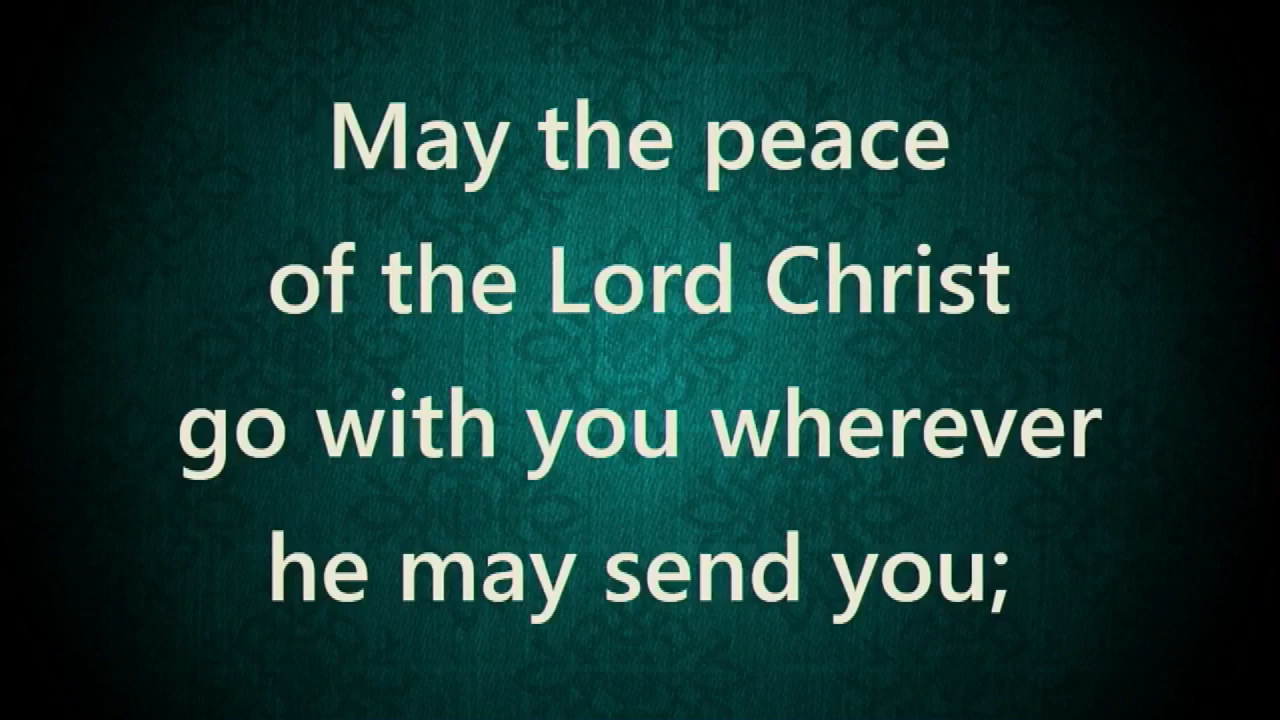 May the peace
of the Lord Christ
go with you wherever
he may send you;